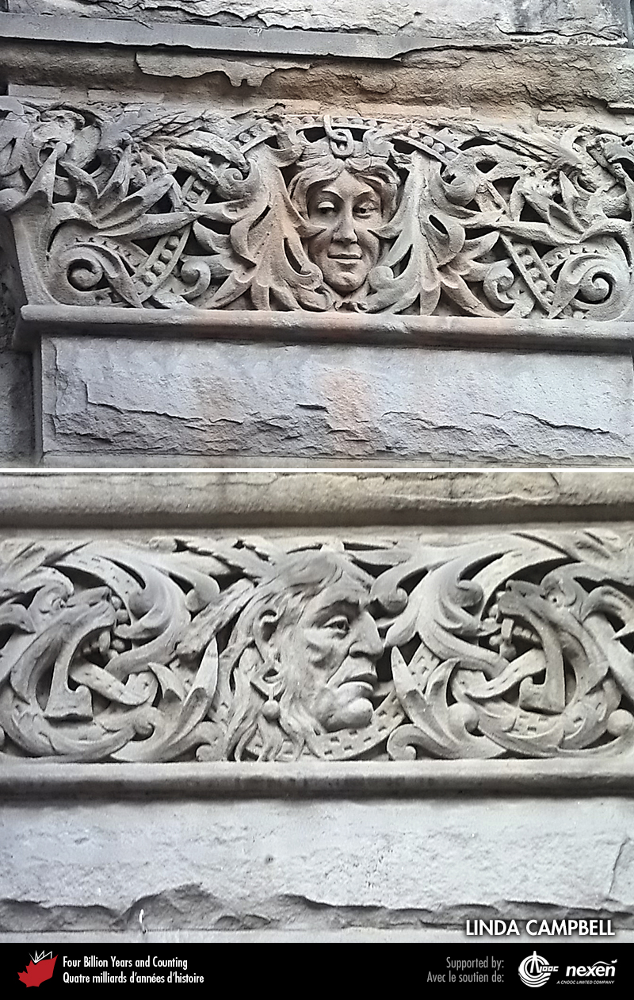 LINDA CAMPBELL
Four Billion Years and Counting
Quatre milliards d'années d'histoire
Supported by:
Avec le soutien de:
CNOOC
nexen
A CNOOC LIMITED COMPANY